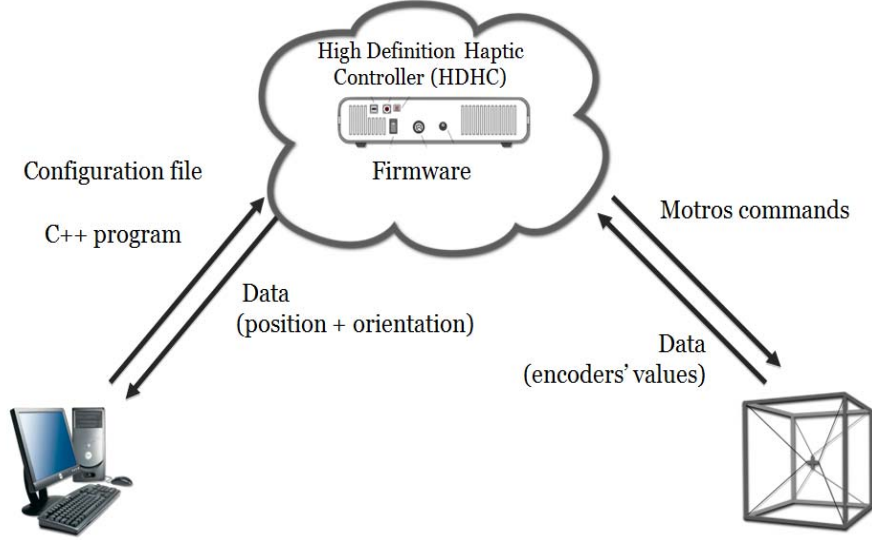 High Definition Haptic
Controller (HDHC)
Firmware
Configuration file
C++ program
Data
(position + orientation)
Motros commands
Data
(encoders’ values)